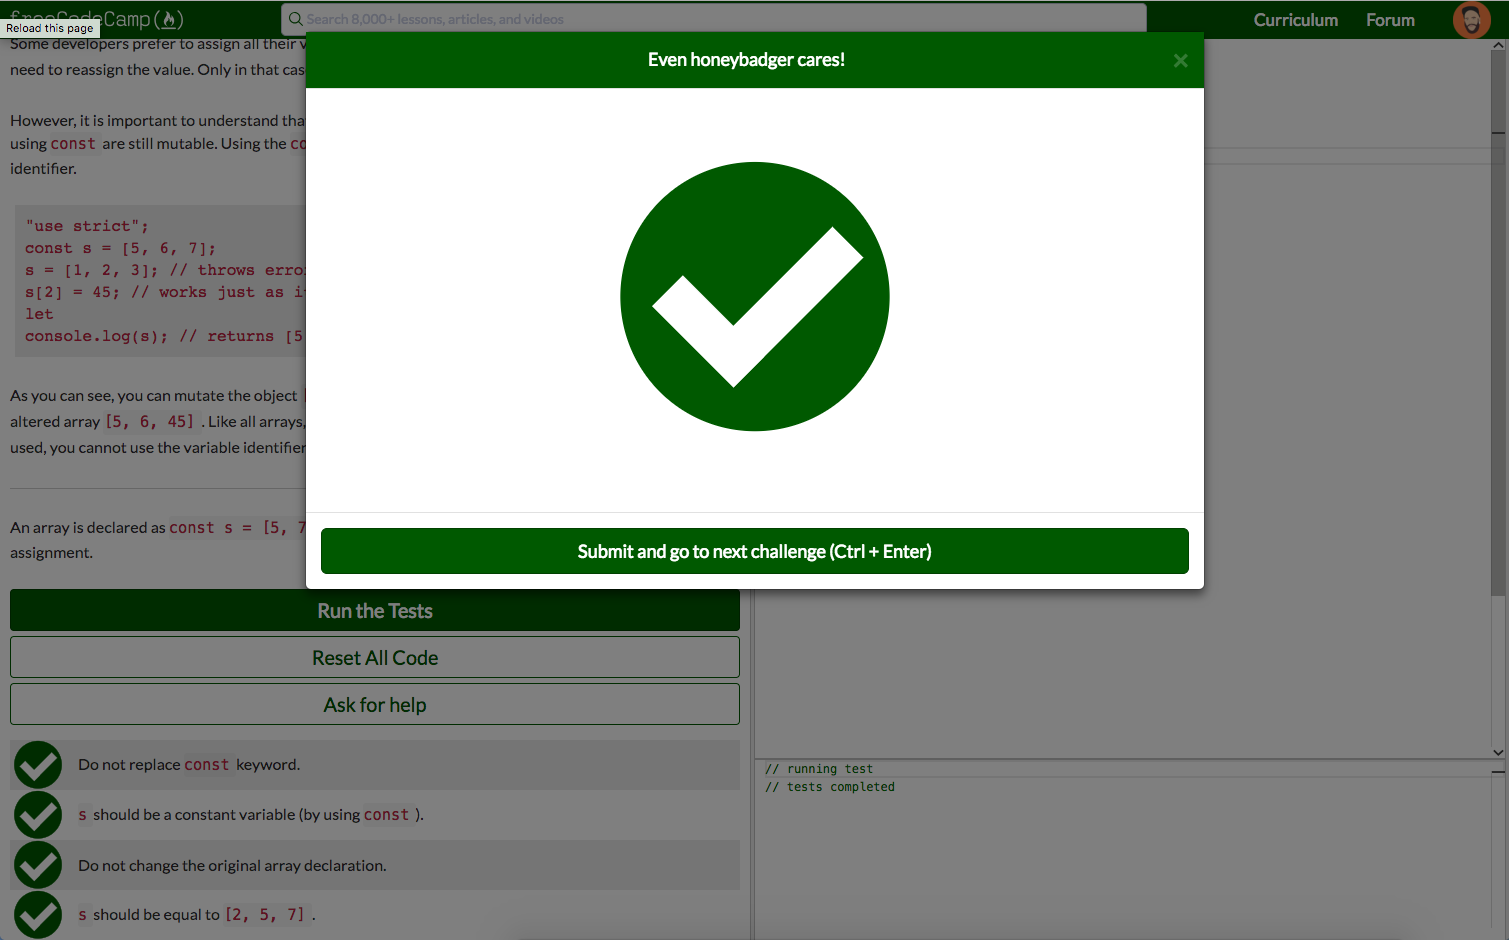 freeCodeCamp(🔥)
Reload this page
Search 8,000+ lessons, articles, and videos
Curriculum
Forum
Some developers prefer to assign all their v
need to reassign the value. Only in that cas
However, it is important to understand tha
using const are still mutable. Using the co
identifier.
"use strict";
const s = [5, 6, 7];
s = [1, 2, 3]; // throws erro
s[2] = 45; // works just as i
let
console.log(s); // returns [5
As you can see, you can mutate the object
altered array [5, 6, 45] . Like all arrays,
used, you cannot use the variable identifier
An array is declared as const s = [5, 7
assignment.
Even honeybadger cares!
×
Submit and go to next challenge (Ctrl + Enter)
Run the Tests
Reset All Code
Ask for help
Do not replace const keyword.
s should be a constant variable (by using const ).
Do not change the original array declaration.
s should be equal to [2, 5, 7] .
// running test
// tests completed